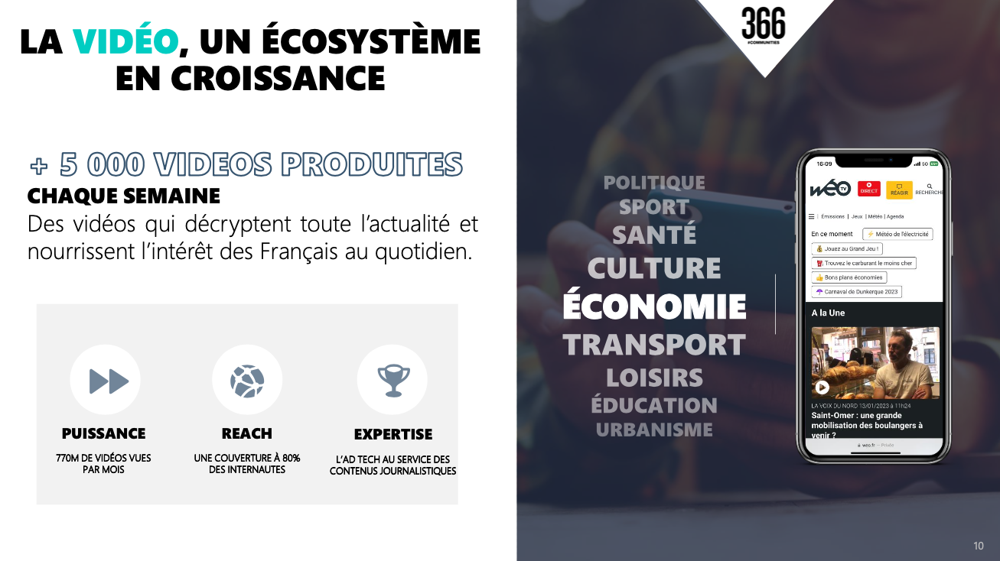 LA VIDÉO, UN ÉCOSYSTÈME
EN CROISSANCE
+ 5 000 VIDEOS PRODUITES
CHAQUE SEMAINE
Des vidéos qui décryptent toute l’actualité et
nourrissent l’intérêt des Français au quotidien.
PUISSANCE
770M DE VIDÉOS VUES
PAR MOIS
REACH
UNE COUVERTURE À 80%
DES INTERNAUTES
EXPERTISE
L’AD TECH AU SERVICE DES
CONTENUS JOURNALISTIQUES
366
#COMMUNITIES
POLITIQUE
SPORT
SANTÉ
CULTURE
ÉCONOMIE
TRANSPORT
LOISIRS
ÉDUCATION
URBANISME
16:09 5G
wéo TV DIRECT RÉAGIR RECHERCHE
| Émissions | Jeux | Météo | Agenda
En ce moment Météo de l'électricité
Jouez au Grand Jeu !
Trouvez le carburant le moins cher
Bons plans économies
Carnaval de Dunkerque 2023
A la Une
LA VOIX DU NORD 13/01/2023 à 11h24
Saint-Omer : une grande
mobilisation des boulangers à
venir ?
weo.fr — Privée
10